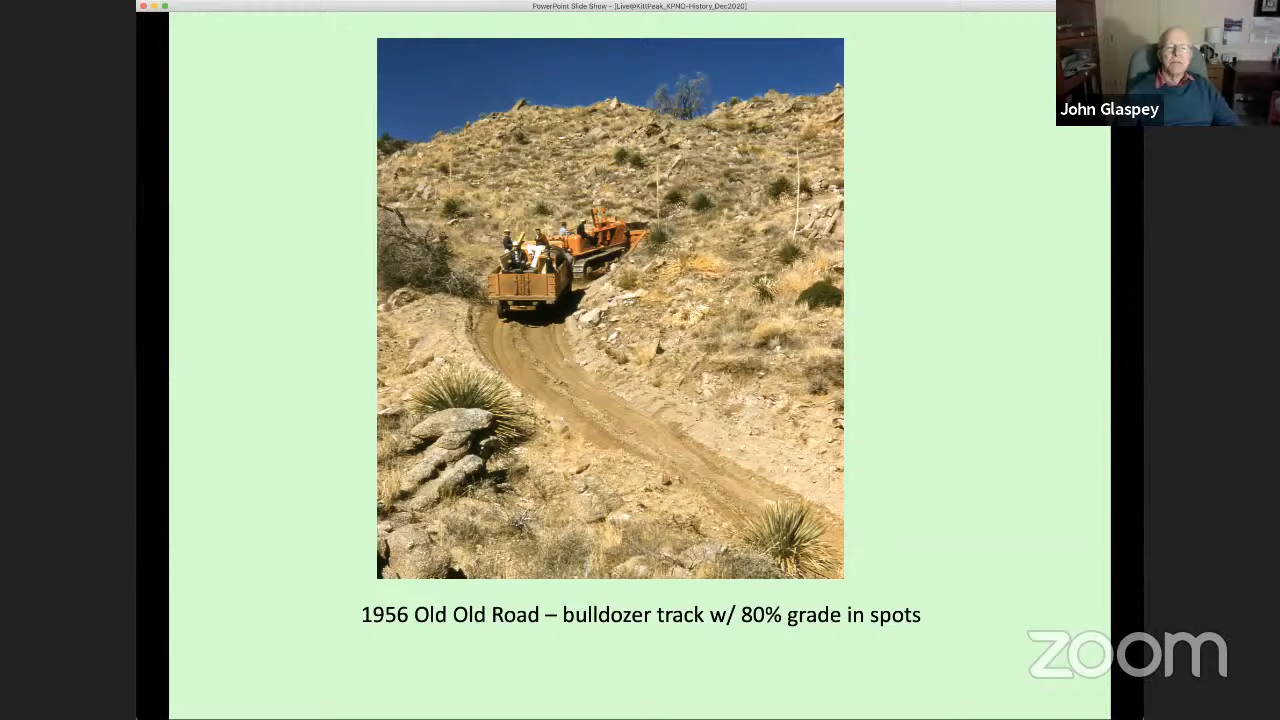 PowerPoint Slide Show - [Live@KittPeak_KPNO-History_Dec2020]
John Glaspey
1956 Old Old Road – bulldozer track w/ 80% grade in spots
zoom